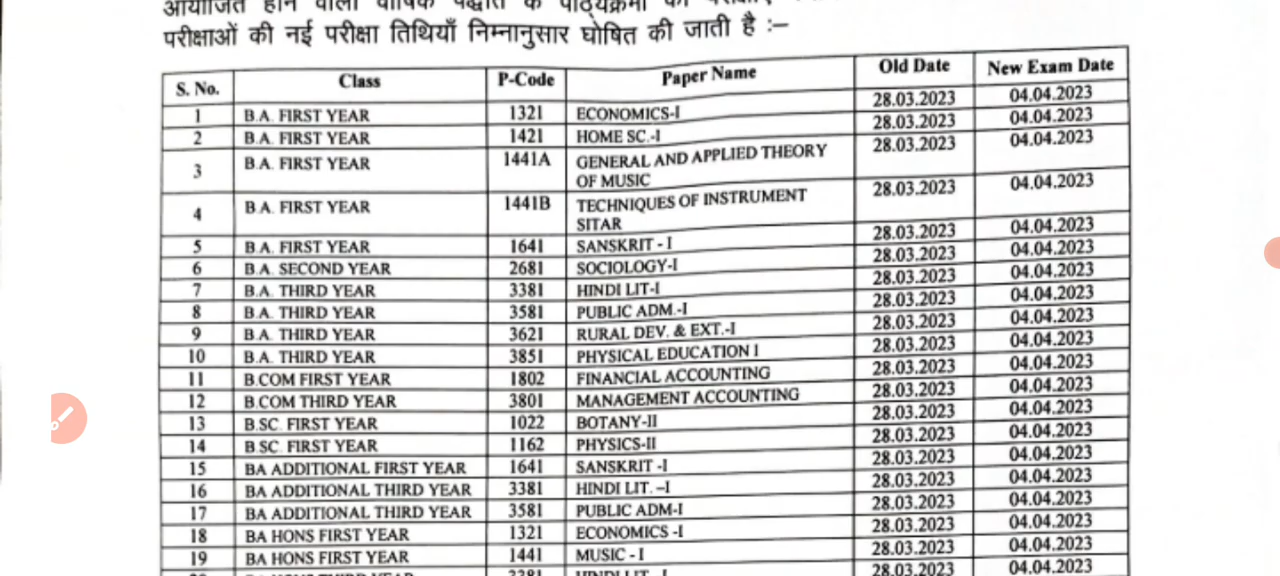 आयोजित होने वाली वार्षिक पद्धति के पाठ्यक्रमों की
परीक्षाओं की नई परीक्षा तिथियाँ निम्नानुसार घोषित की जाती है :–
S. No. Class P-Code Paper Name Old Date New Exam Date
1 B.A. FIRST YEAR 1321 ECONOMICS-I 28.03.2023 04.04.2023
2 B.A. FIRST YEAR 1421 HOME SC.-I 28.03.2023 04.04.2023
3 B.A. FIRST YEAR 1441A GENERAL AND APPLIED THEORY 28.03.2023 04.04.2023
OF MUSIC
4 B.A. FIRST YEAR 1441B TECHNIQUES OF INSTRUMENT 28.03.2023 04.04.2023
SITAR
5 B.A. FIRST YEAR 1641 SANSKRIT - I 28.03.2023 04.04.2023
6 B.A. SECOND YEAR 2681 SOCIOLOGY-I 28.03.2023 04.04.2023
7 B.A. THIRD YEAR 3381 HINDI LIT-I 28.03.2023 04.04.2023
8 B.A. THIRD YEAR 3581 PUBLIC ADM.-I 28.03.2023 04.04.2023
9 B.A. THIRD YEAR 3621 RURAL DEV. & EXT.-I 28.03.2023 04.04.2023
10 B.A. THIRD YEAR 3851 PHYSICAL EDUCATION I 28.03.2023 04.04.2023
11 B.COM FIRST YEAR 1802 FINANCIAL ACCOUNTING 28.03.2023 04.04.2023
12 B.COM THIRD YEAR 3801 MANAGEMENT ACCOUNTING 28.03.2023 04.04.2023
13 B.SC. FIRST YEAR 1022 BOTANY-II 28.03.2023 04.04.2023
14 B.SC. FIRST YEAR 1162 PHYSICS-II 28.03.2023 04.04.2023
15 BA ADDITIONAL FIRST YEAR 1641 SANSKRIT -I 28.03.2023 04.04.2023
16 BA ADDITIONAL THIRD YEAR 3381 HINDI LIT. –I 28.03.2023 04.04.2023
17 BA ADDITIONAL THIRD YEAR 3581 PUBLIC ADM-I 28.03.2023 04.04.2023
18 BA HONS FIRST YEAR 1321 ECONOMICS -I 28.03.2023 04.04.2023
19 BA HONS FIRST YEAR 1441 MUSIC - I 28.03.2023 04.04.2023
28.03.2023 04.04.2023